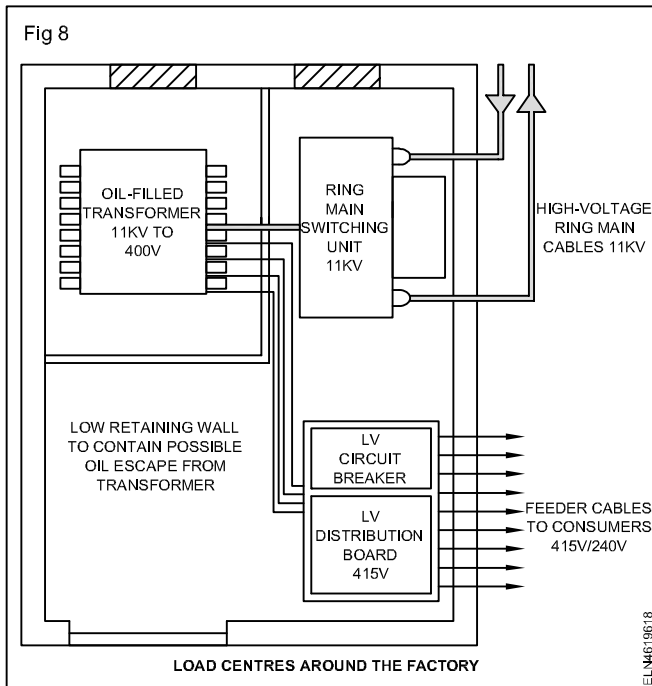 Fig 8
OIL-FILLED
TRANSFORMER
11KV TO
400V
RING
MAIN
SWITCHING
UNIT
11KV
HIGH-VOLTAGE
RING MAIN
CABLES 11KV
LOW RETAINING WALL
TO CONTAIN POSSIBLE
OIL ESCAPE FROM
TRANSFORMER
LV
CIRCUIT
BREAKER
LV
DISTRIBUTION
BOARD
415V
FEEDER CABLES
TO CONSUMERS
415V/240V
LOAD CENTRES AROUND THE FACTORY
ELN4619618